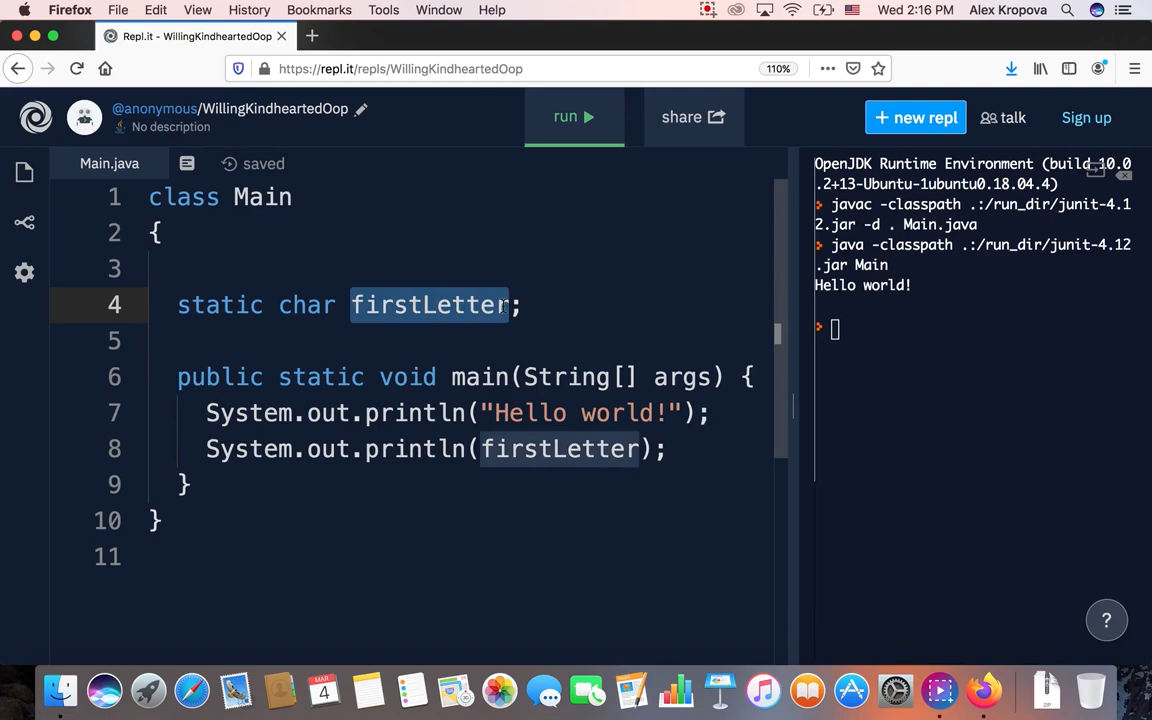 Firefox File Edit View History Bookmarks Tools Window Help Wed 2:16 PM Alex Kropova
Repl.it - WillingKindheartedOop
https://repl.it/repls/WillingKindheartedOop 110%
@anonymous/WillingKindheartedOop
No description
run
share
+ new repl
talk
Sign up
Main.java
saved
1 class Main
2 {
3
4 static char firstLetter;
5
6 public static void main(String[] args) {
7 System.out.println("Hello world!");
8 System.out.println(firstLetter);
9 }
10 }
11
OpenJDK Runtime Environment (build 10.0
.2+13-Ubuntu-1ubuntu0.18.04.4)
javac -classpath .:/run_dir/junit-4.1
2.jar -d . Main.java
java -classpath .:/run_dir/junit-4.12
.jar Main
Hello world!
?
MAR
4
ZIP